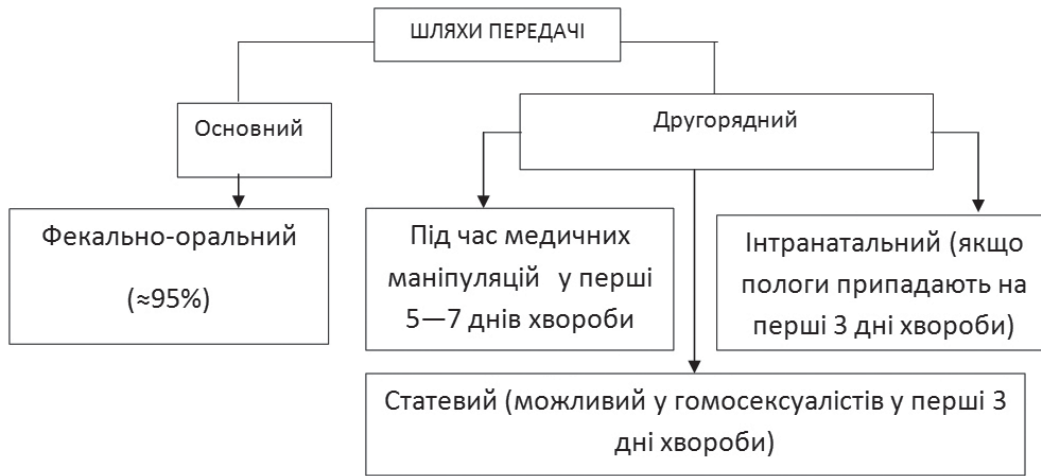 ШЛЯХИ ПЕРЕДАЧІ
Основний
Другорядний
Фекально-оральний
(≈95%)
Під час медичних
маніпуляцій у перші
5—7 днів хвороби
Інтранатальний (якщо
пологи припадають на
перші 3 дні хвороби)
Статевий (можливий у гомосексуалістів у перші 3
дні хвороби)